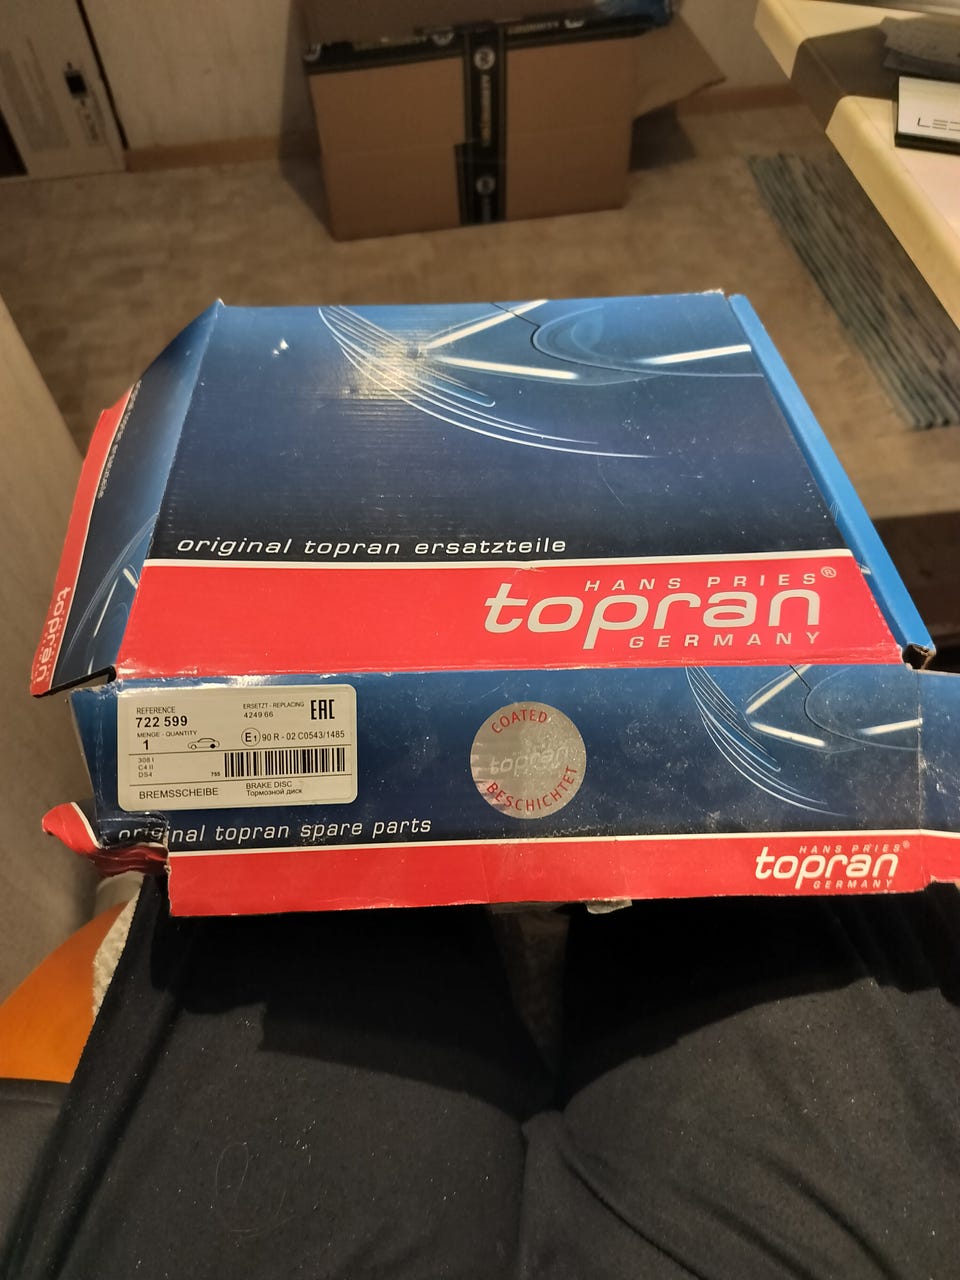 LED
original topran ersatzteile
HANS PRIES®
topran
GERMANY
topran
REFERENCE
722 599
ERSETZT - REPLACING
4249 66
EAC
MENGE - QUANTITY
1
E1 90 R - 02 C0543/1485
308 I
C4 II
DS4
755
BREMSSCHEIBE
BRAKE DISC
Тормозной диск
COATED
topran
BESCHICHTET
original topran spare parts
HANS PRIES®
topran
GERMANY